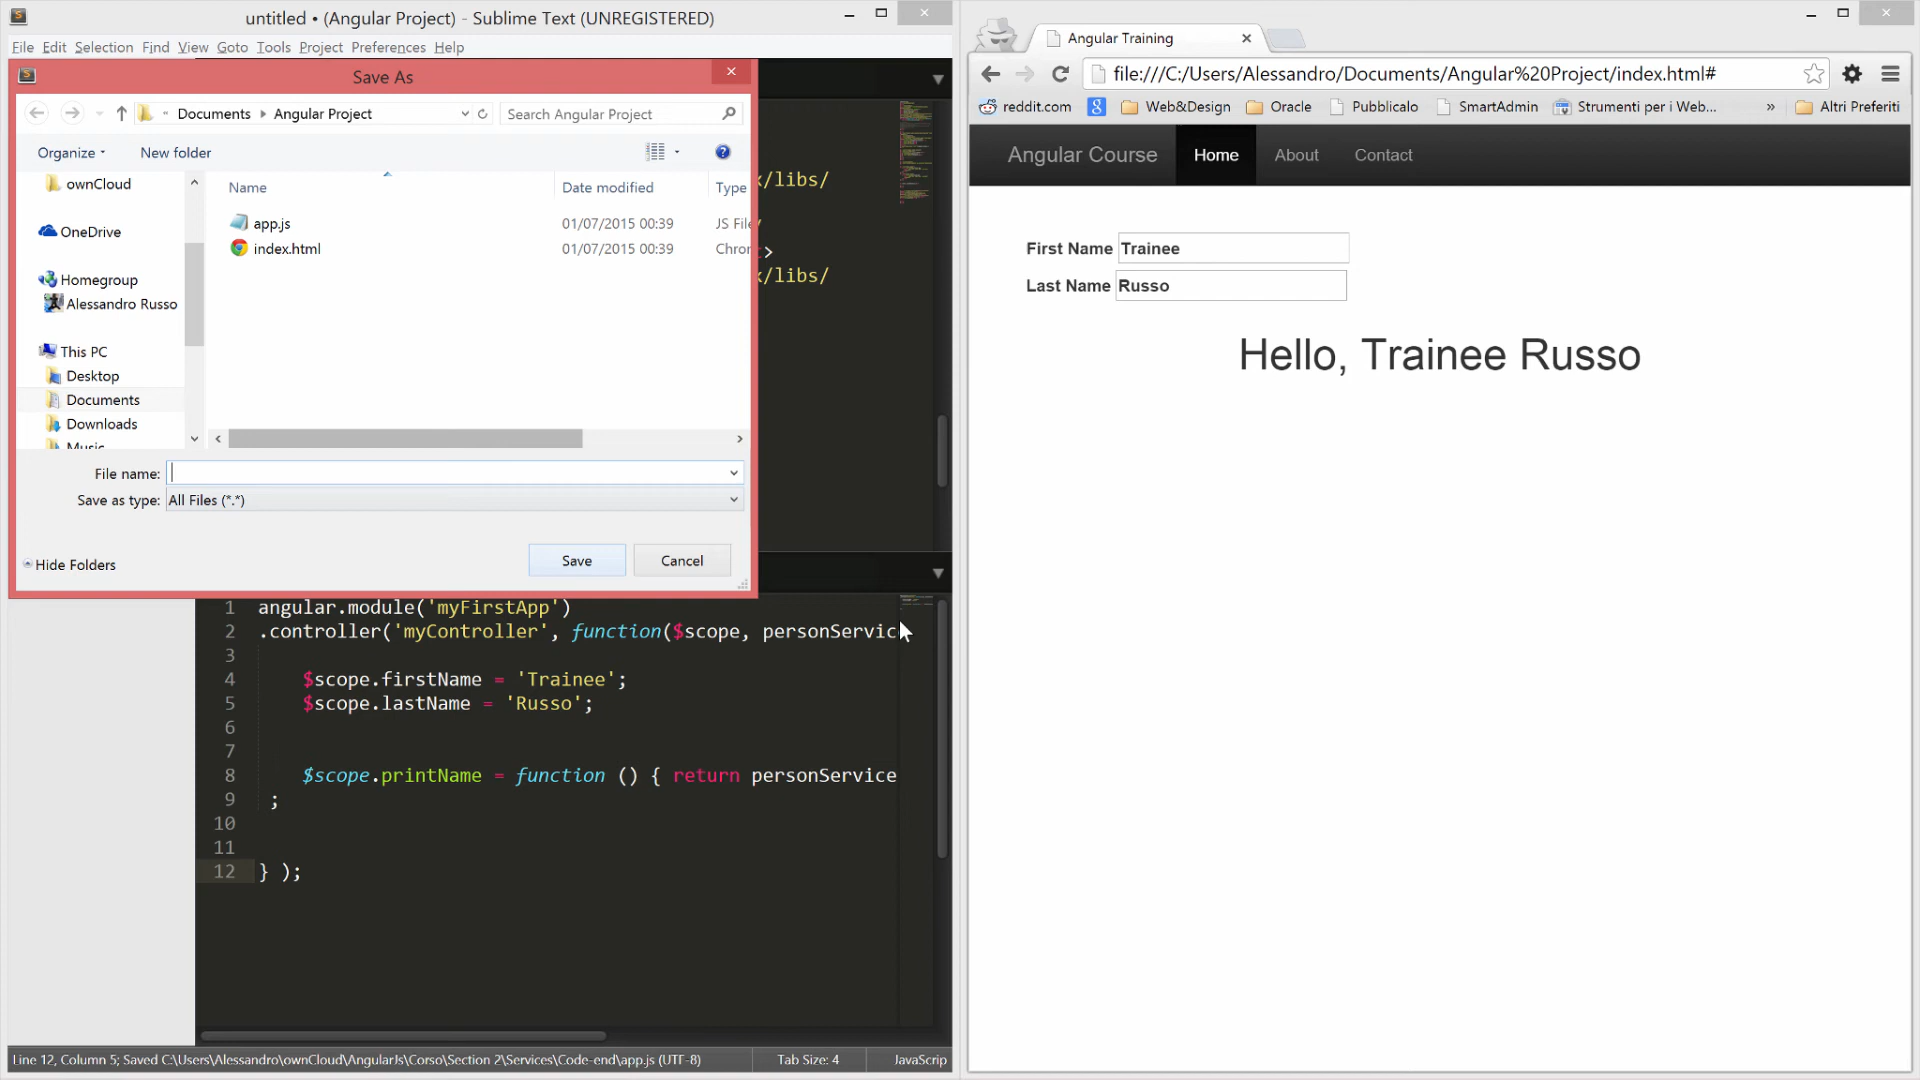 untitled • (Angular Project) - Sublime Text (UNREGISTERED)
File Edit Selection Find View Goto Tools Project Preferences Help
Save As
Documents Angular Project
Search Angular Project
Organize
New folder
ownCloud
OneDrive
Homegroup
Alessandro Russo
This PC
Desktop
Documents
Downloads
Music
Name Date modified Type
app.js 01/07/2015 00:39 JS File
index.html 01/07/2015 00:39 Chrom
File name:
Save as type: All Files (*.*)
Hide Folders
Save
Cancel
x/libs/
/
t>
x/libs/
1 angular.module('myFirstApp')
2 .controller('myController', function($scope, personServic
3
4 $scope.firstName = 'Trainee';
5 $scope.lastName = 'Russo';
6
7
8 $scope.printName = function () { return personService
9 ;
10
11
12 } );
Line 12, Column 5; Saved C:\Users\Alessandro\ownCloud\AngularJs\Corso\Section 2\Services\Code-end\app.js (UTF-8)
Tab Size: 4
JavaScrip
Angular Training
file:///C:/Users/Alessandro/Documents/Angular%20Project/index.html#
reddit.com
Web&Design
Oracle
Pubblicalo
SmartAdmin
Strumenti per i Web...
»
Altri Preferiti
Angular Course Home About Contact
First Name Trainee
Last Name Russo
Hello, Trainee Russo